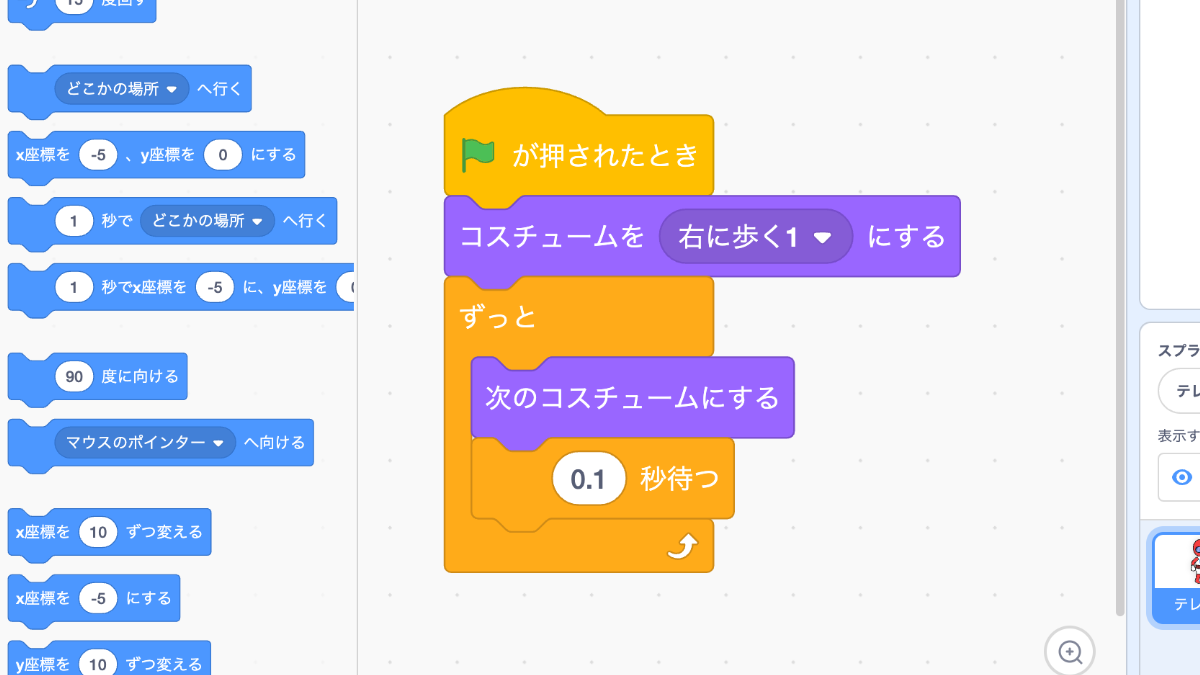 15 度回す
どこかの場所 へ行く
x座標を -5 、y座標を 0 にする
1 秒で どこかの場所 へ行く
1 秒でx座標を -5 に、y座標を
90 度に向ける
マウスのポインター へ向ける
x座標を 10 ずつ変える
x座標を -5 にする
y座標を 10 ずつ変える
が押されたとき
コスチュームを 右に歩く1 にする
ずっと
次のコスチュームにする
0.1 秒待つ
スプラ
テレ
表示す
テレ